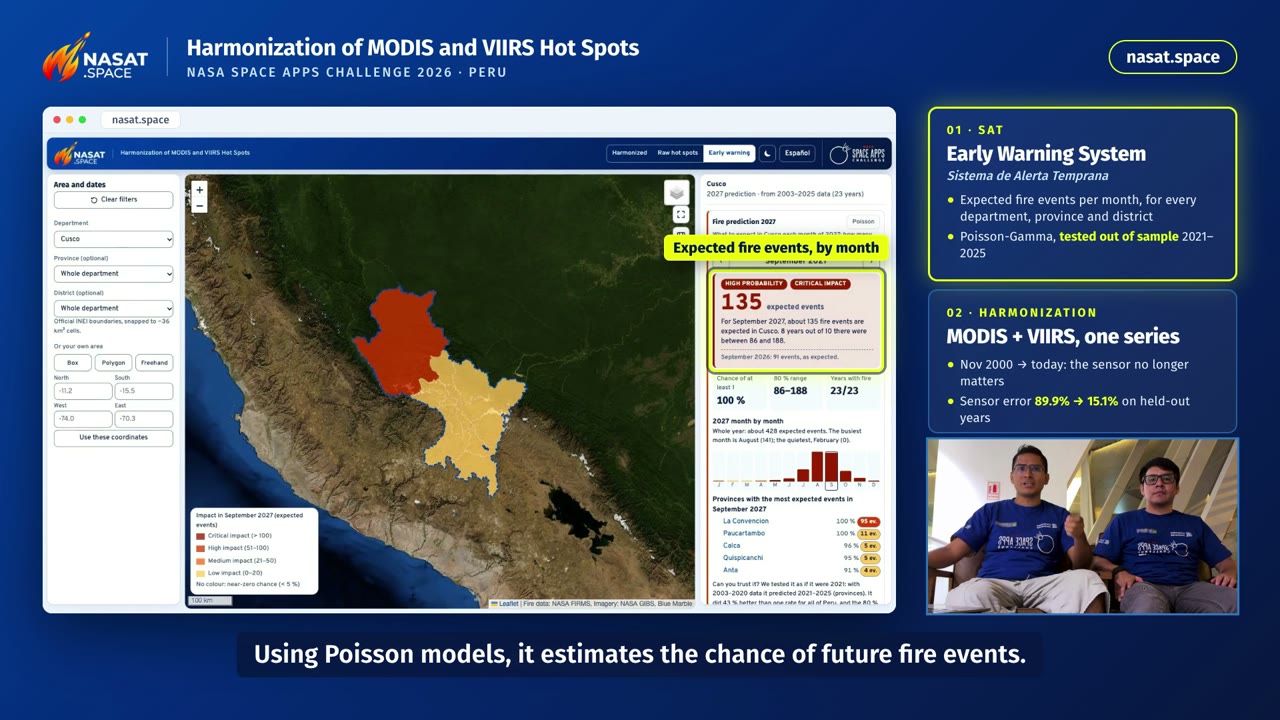 NASAT
.SPACE
Harmonization of MODIS and VIIRS Hot Spots
NASA SPACE APPS CHALLENGE 2026 · PERU
nasat.space
nasat.space
NASAT
.SPACE
Harmonization of MODIS and VIIRS Hot Spots
Harmonized
Raw hot spots
Early warning
Español
SPACE APPS
CHALLENGE
Area and dates
Clear filters
Department
Cusco
Province (optional)
Whole department
District (optional)
Whole department
Official INEI boundaries, snapped to ~36
km² cells.
Or your own area
Box
Polygon
Freehand
North
South
-11.2
-15.5
West
East
-74.0
-70.3
Use these coordinates
+
−
Impact in September 2027 (expected
events)
Critical impact (> 100)
High impact (51–100)
Medium impact (21–50)
Low impact (0–20)
No colour: near-zero chance (< 5 %)
100 km
Leaflet | Fire data: NASA FIRMS, Imagery: NASA GIBS, Blue Marble
Cusco
2027 prediction · from 2003–2025 data (23 years)
Fire prediction 2027
Poisson
Expected fire events, by month
September 2027
HIGH PROBABILITY
CRITICAL IMPACT
135 expected events
For September 2027, about 135 fire events are
expected in Cusco. 8 years out of 10 there were
between 86 and 188.
September 2026: 91 events, as expected.
Chance of at
least 1
100 %
80 % range
86–188
Years with fire
23/23
2027 month by month
Whole year: about 428 expected events. The busiest
month is August (141); the quietest, February (0).
J F M A M J J A S O N D
Provinces with the most expected events in
September 2027
La Convencion 100 % 95 ev.
Paucartambo 100 % 11 ev.
Calca 96 % 5 ev.
Quispicanchi 95 % 5 ev.
Anta 91 % 4 ev.
Can you trust it? We tested it as if it were 2021: with
2003-2020 data it predicted 2021-2025 (provinces). It
did 43 % better than one rate for all of Peru, and the 80 %
01 · SAT
Early Warning System
Sistema de Alerta Temprana
Expected fire events per month, for every
department, province and district
Poisson-Gamma, tested out of sample 2021–
2025
02 · HARMONIZATION
MODIS + VIIRS, one series
Nov 2000 → today: the sensor no longer
matters
Sensor error 89.9% → 15.1% on held-out
years
Using Poisson models, it estimates the chance of future fire events.